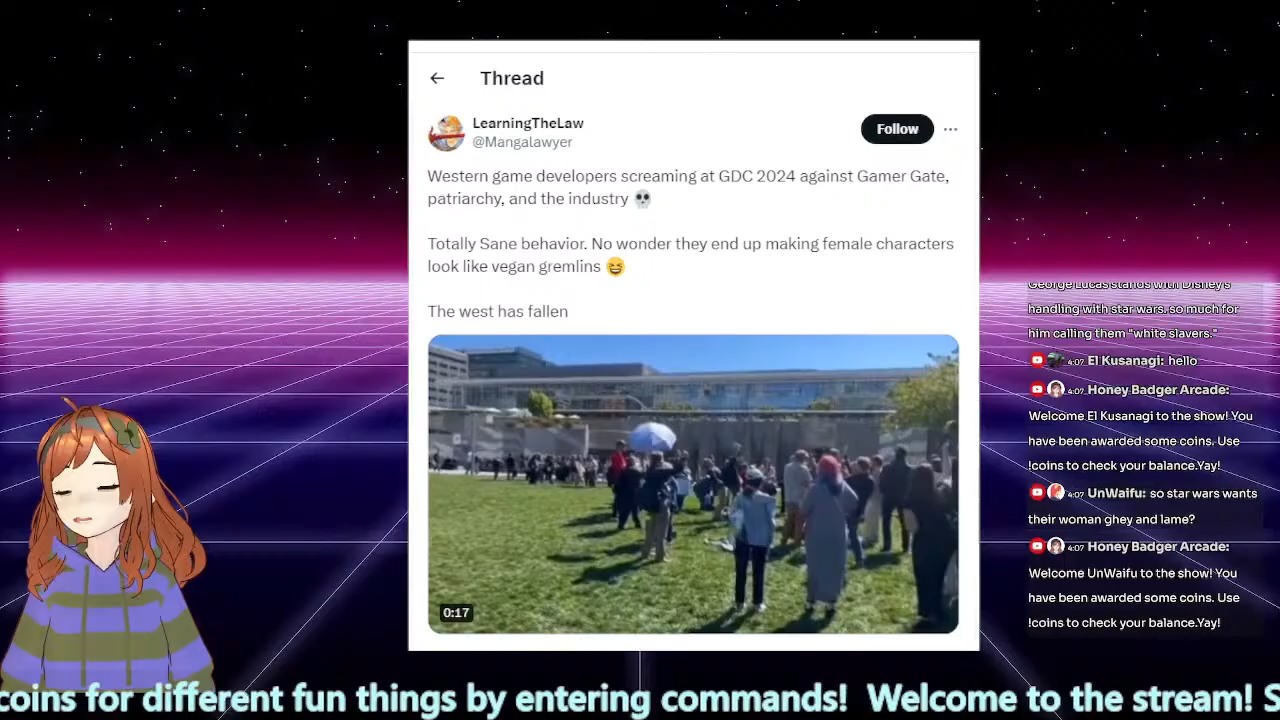 Thread
LearningTheLaw
@Mangalawyer
Follow
Western game developers screaming at GDC 2024 against Gamer Gate,
patriarchy, and the industry 💀
Totally Sane behavior. No wonder they end up making female characters
look like vegan gremlins 😆
The west has fallen
0:17
George Lucas stands with Disney's
handling with star wars. so much for
him calling them "white slavers."
4:07 El Kusanagi: hello
4:07 Honey Badger Arcade:
Welcome El Kusanagi to the show! You
have been awarded some coins. Use
!coins to check your balance.Yay!
4:07 UnWaifu: so star wars wants
their woman ghey and lame?
4:07 Honey Badger Arcade:
Welcome UnWaifu to the show! You
have been awarded some coins. Use
!coins to check your balance.Yay!
coins for different fun things by entering commands! Welcome to the stream! S